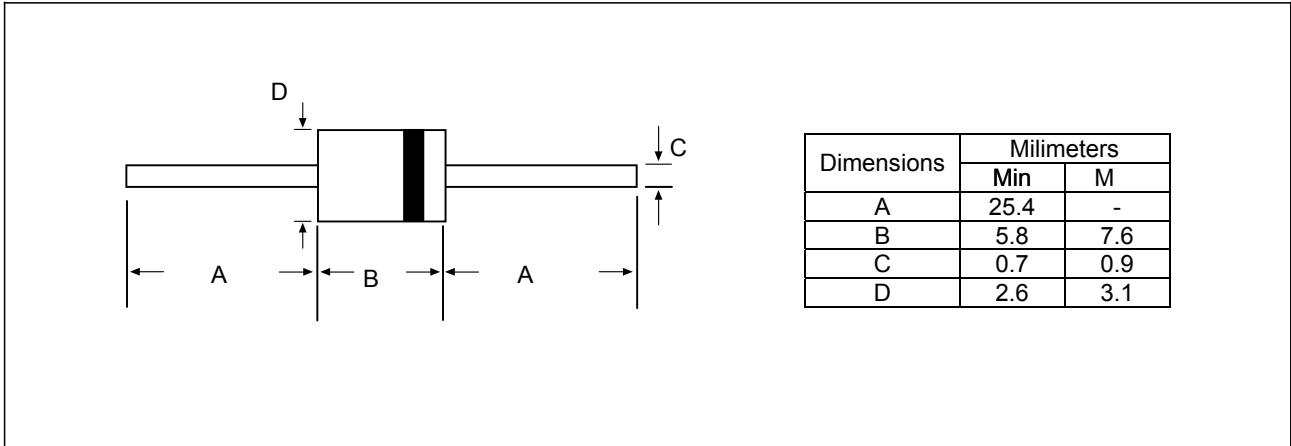 D
C
A
B
A
Dimensions Milimeters
Min M
A 25.4 -
B 5.8 7.6
C 0.7 0.9
D 2.6 3.1